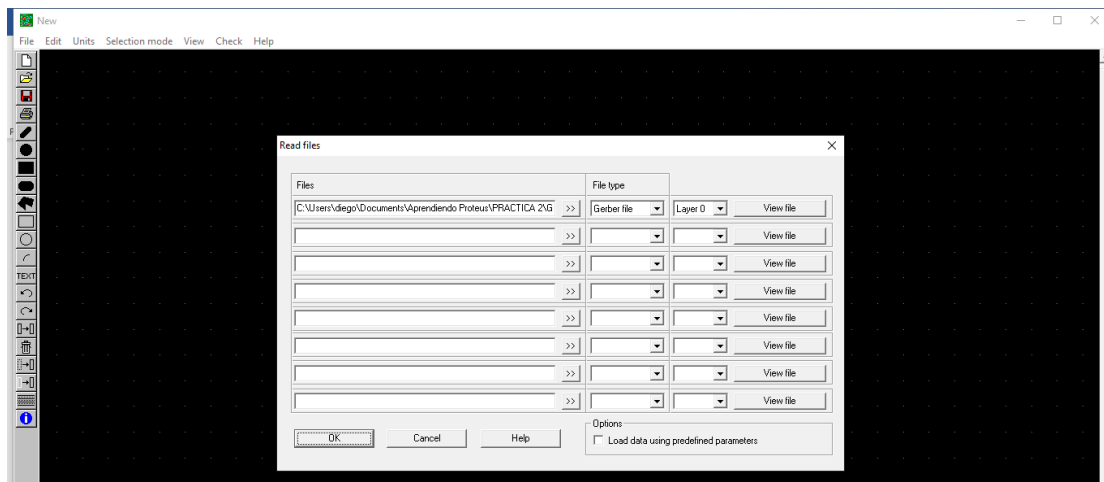 New
File Edit Units Selection mode View Check Help
TEXT
Read files
Files File type
C:\Users\diego\Documents\Aprendiendo Proteus\PRACTICA 2\G >> Gerber file Layer 0 View file
>> View file
>> View file
>> View file
>> View file
>> View file
>> View file
>> View file
Options
OK Cancel Help Load data using predefined parameters